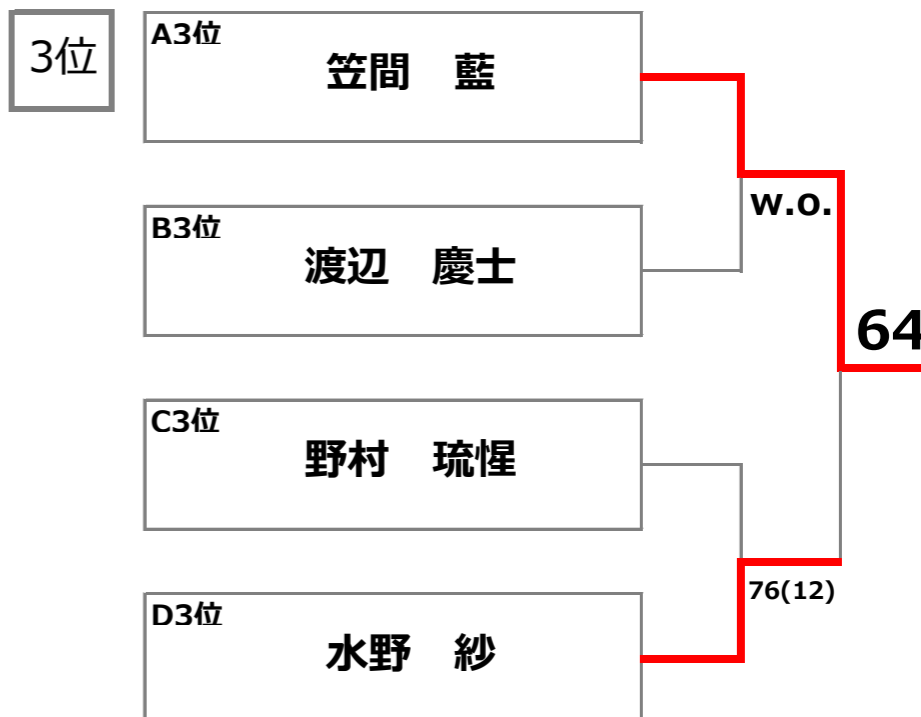 3位
A3位
笠間 藍
W.O.
B3位
渡辺 慶士
64
C3位
野村 琉惺
76(12)
D3位
水野 紗